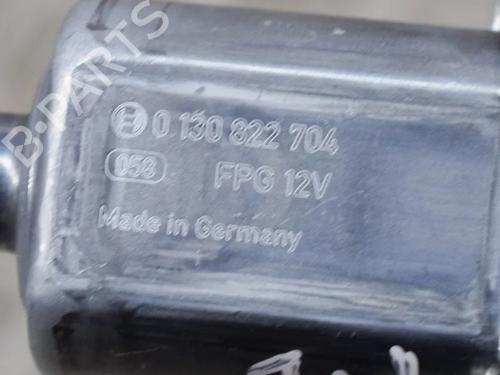 B-PARTS
0 130 822 704
058 FPG 12V
Made in Germany